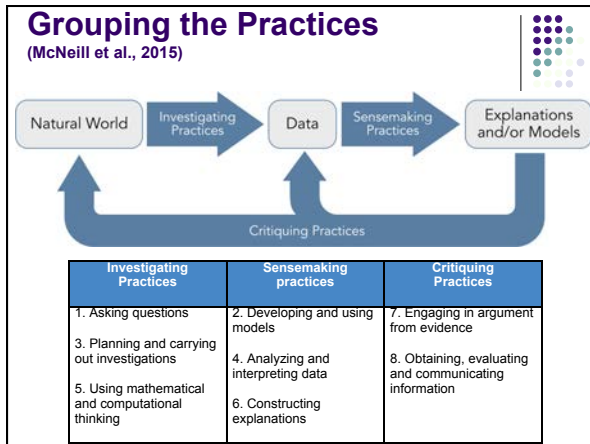 Grouping the Practices
(McNeill et al., 2015)
Natural World
Investigating
Practices
Data
Sensemaking
Practices
Explanations
and/or Models
Critiquing Practices
Investigating
Practices
Sensemaking
practices
Critiquing
Practices
1. Asking questions
3. Planning and carrying
out investigations
5. Using mathematical
and computational
thinking
2. Developing and using
models
4. Analyzing and
interpreting data
6. Constructing
explanations
7. Engaging in argument
from evidence
8. Obtaining, evaluating
and communicating
information